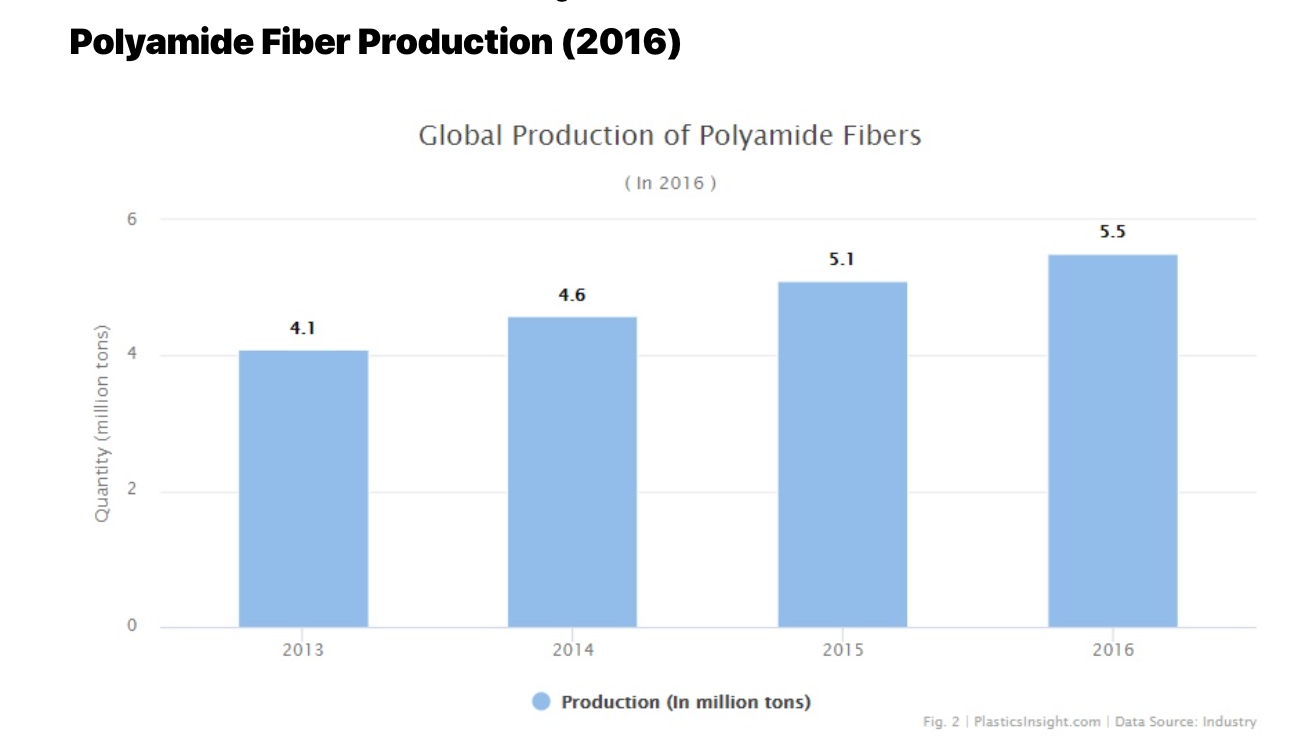 Polyamide Fiber Production (2016)
Global Production of Polyamide Fibers
( In 2016 )
Quantity (million tons)
6
4
2
0
4.1
4.6
5.1
5.5
2013 2014 2015 2016
Production (In million tons)
Fig. 2 | PlasticsInsight.com | Data Source: Industry